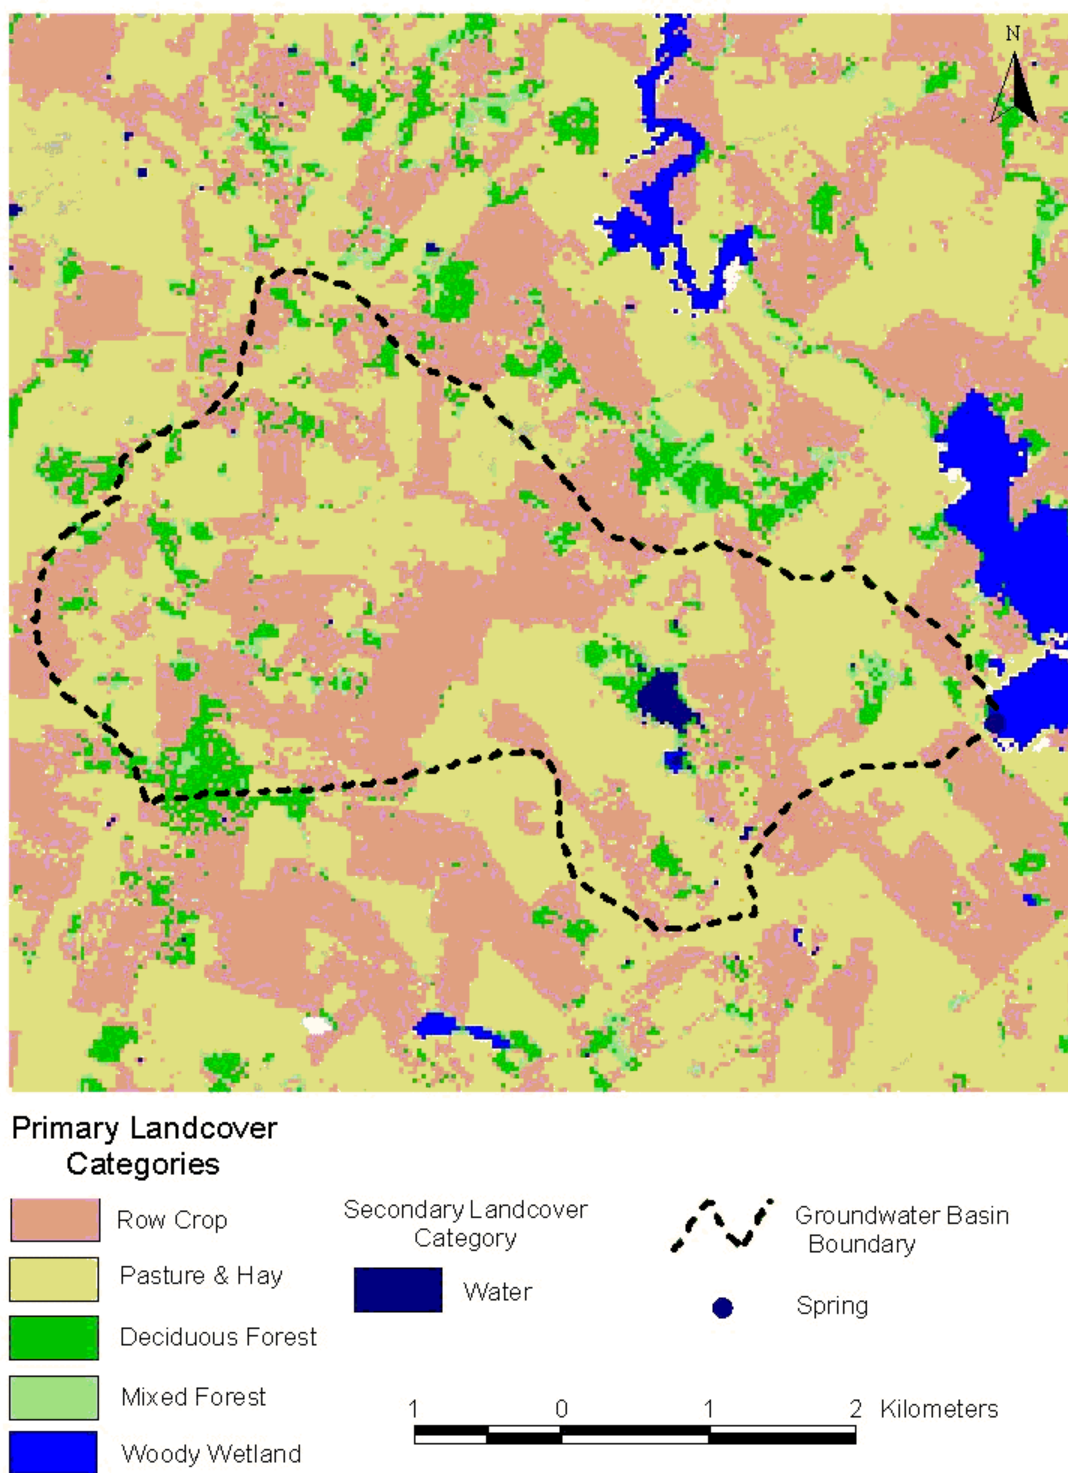 N
Primary Landcover
Categories
Row Crop
Pasture & Hay
Deciduous Forest
Mixed Forest
Woody Wetland
Secondary Landcover
Category
Water
Groundwater Basin
Boundary
Spring
1 0 1 2 Kilometers